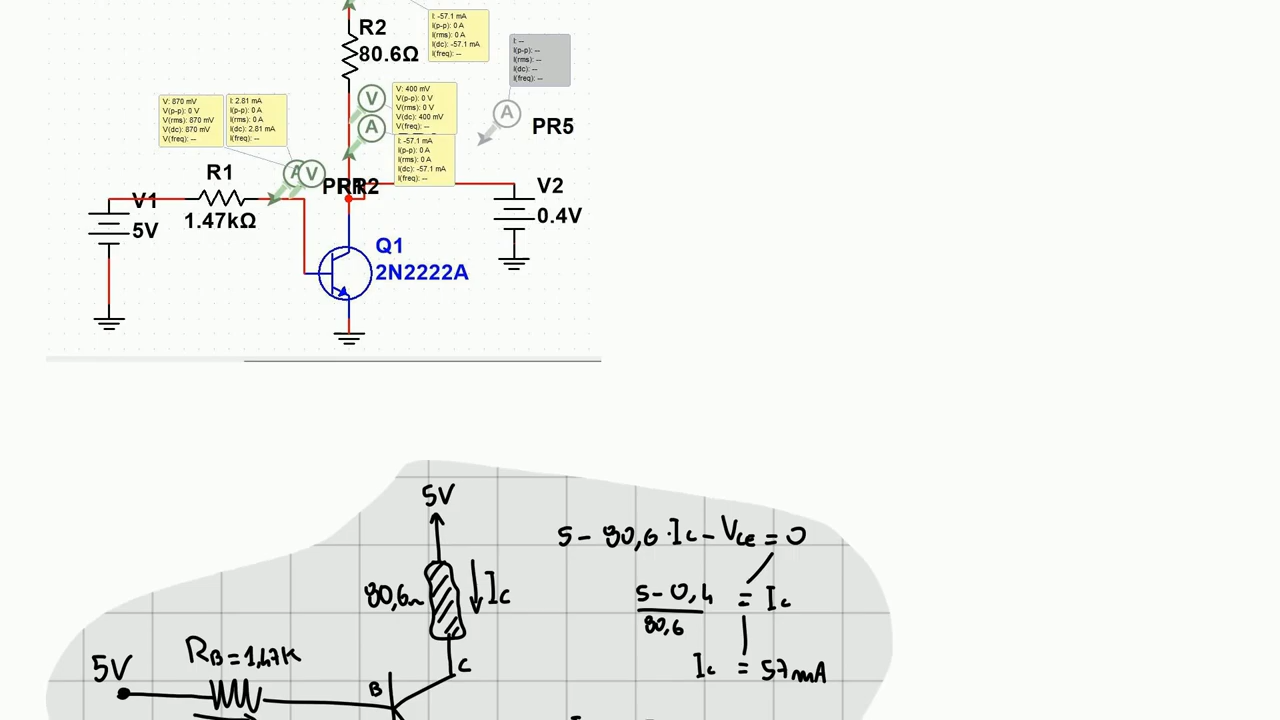 I: -57.1 mA
I(p-p): 0 A
I(rms): 0 A
I(dc): -57.1 mA
I(freq): --
R2
80.6Ω
I: --
I(p-p): --
I(rms): --
I(dc): --
I(freq): --
V: 400 mV
V(p-p): 0 V
V(rms): 0 V
V(dc): 400 mV
V(freq): --
V
A
A
PR5
V: 870 mV
V(p-p): 0 V
V(rms): 870 mV
V(dc): 870 mV
V(freq): --
I: 2.81 mA
I(p-p): 0 A
I(rms): 0 A
I(dc): 2.81 mA
I(freq): --
I: -57.1 mA
I(p-p): 0 A
I(rms): 0 A
I(dc): -57.1 mA
I(freq): --
A
V
R1
1.47kΩ
V1
5V
V2
0.4V
Q1
2N2222A
5V
5 - 80,6 · Ic - VCE = 0
80,6Ω
Ic
5 - 0,4 = Ic
80,6
Ic = 57mA
5V
RB = 1,47K
B
C